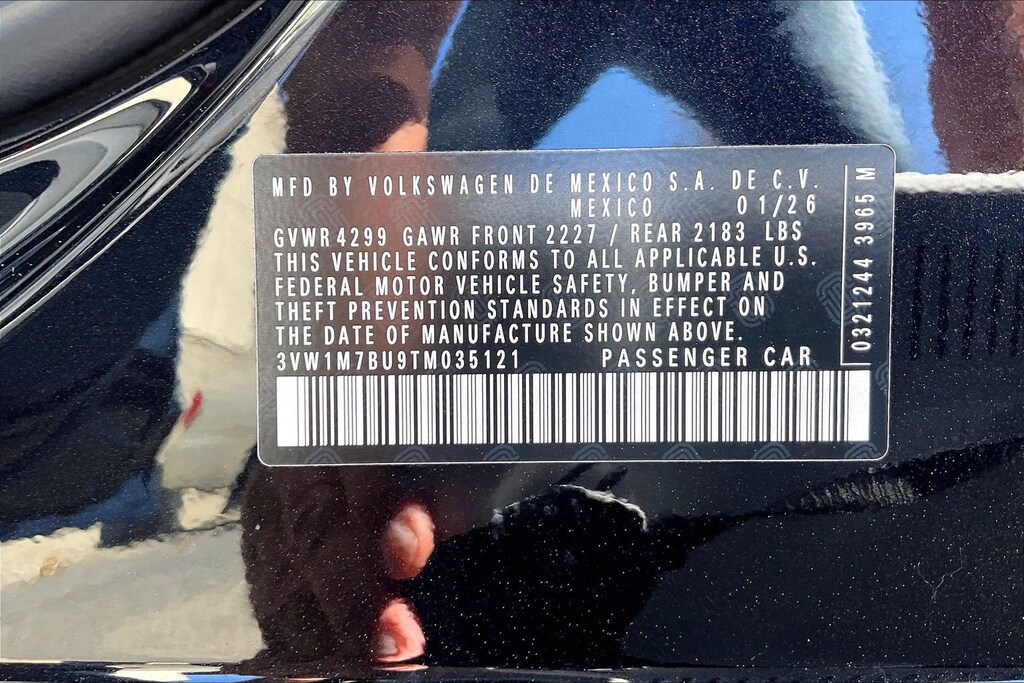 MFD BY VOLKSWAGEN DE MEXICO S.A. DE C.V.
MEXICO 01/26
GVWR 4299 GAWR FRONT 2227 / REAR 2183 LBS
THIS VEHICLE CONFORMS TO ALL APPLICABLE U.S.
FEDERAL MOTOR VEHICLE SAFETY, BUMPER AND
THEFT PREVENTION STANDARDS IN EFFECT ON
THE DATE OF MANUFACTURE SHOWN ABOVE.
3VW1M7BU9TM035121 PASSENGER CAR
0321244 3965 M